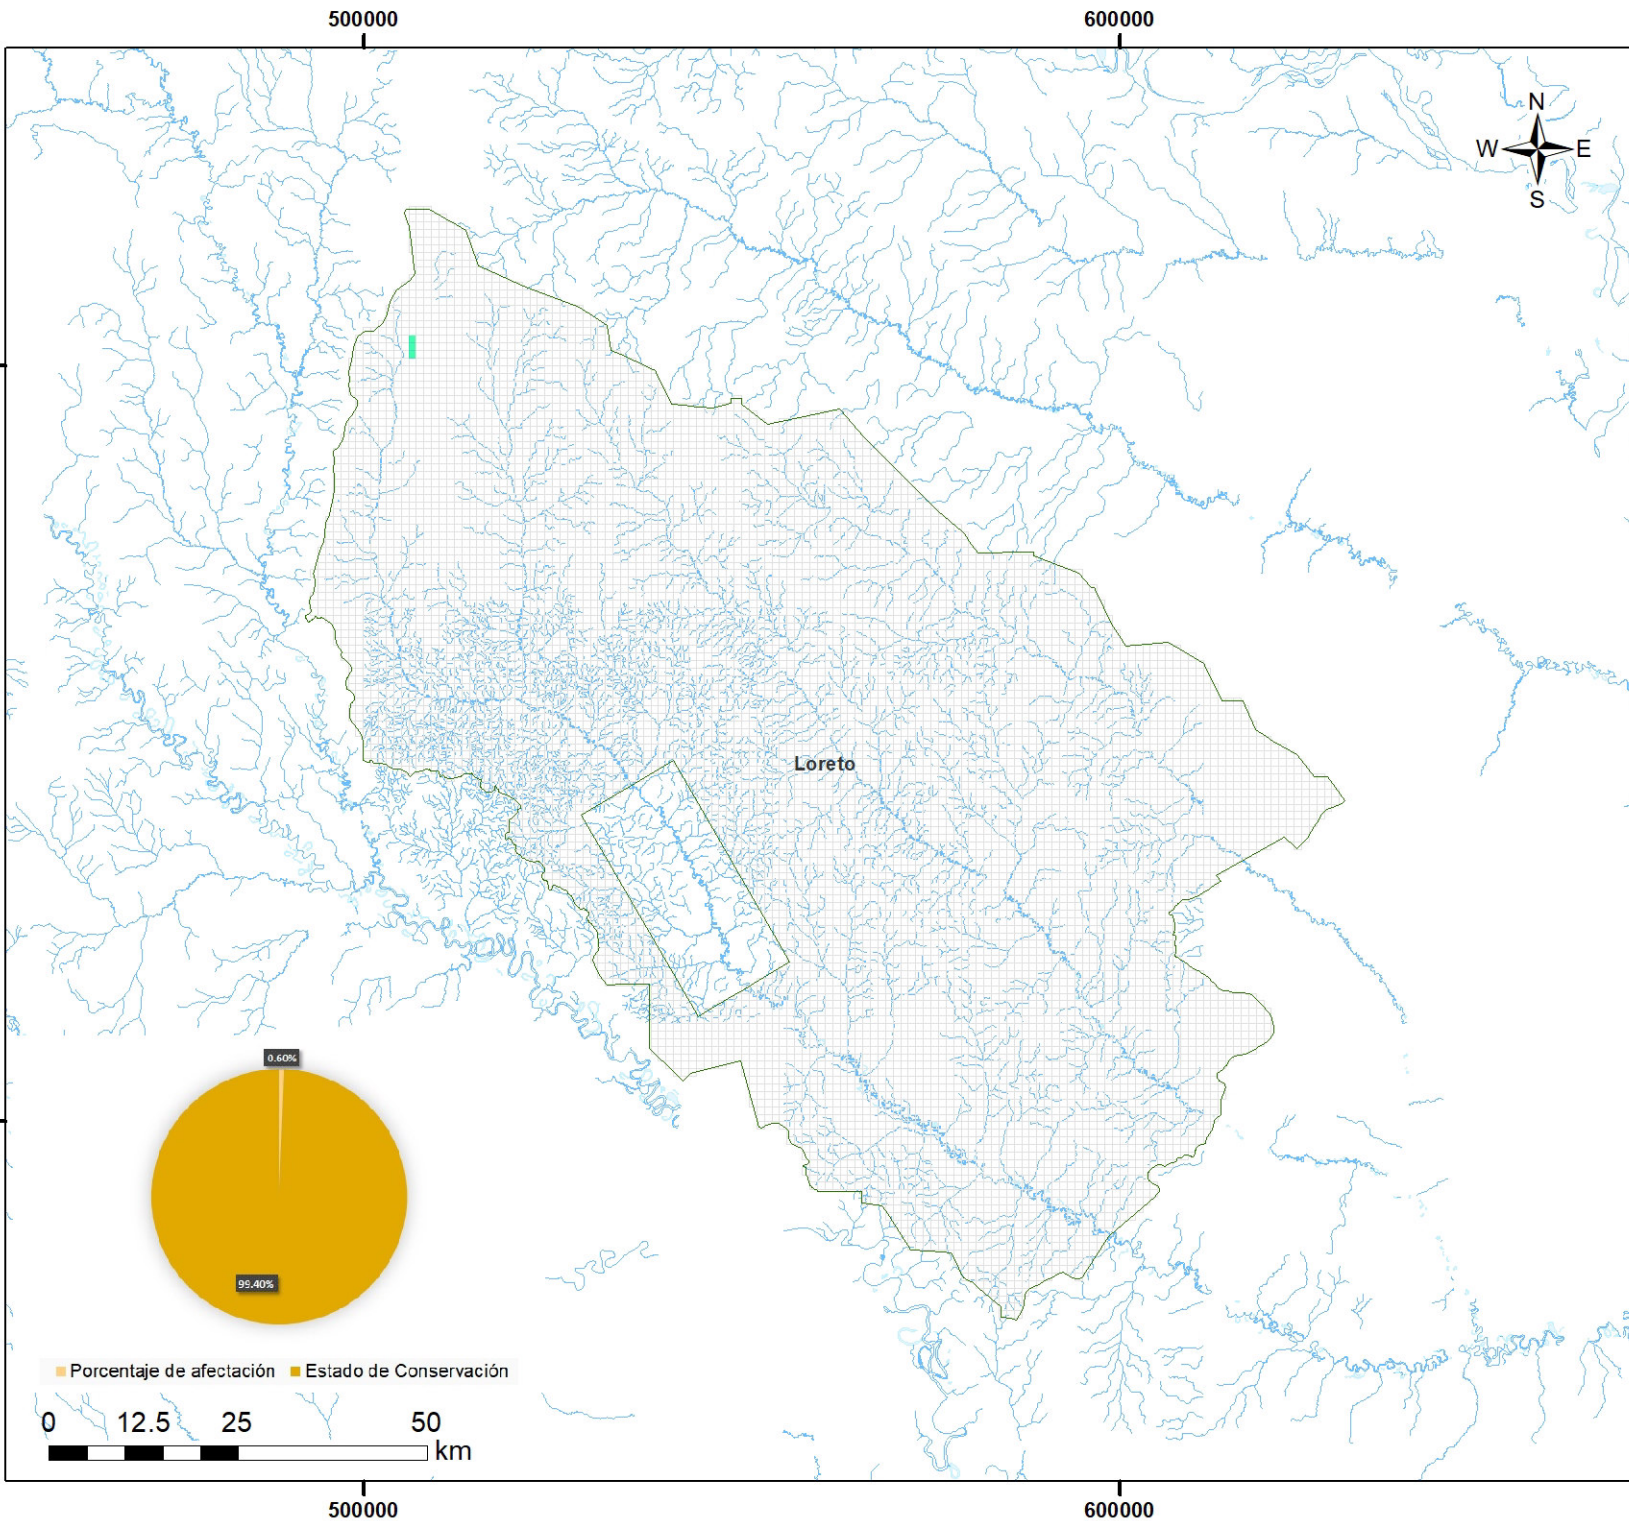 500000 600000
N
W E
S
Loreto
0.60%
99.40%
Porcentaje de afectación Estado de Conservación
0 12.5 25 50
km
500000 600000